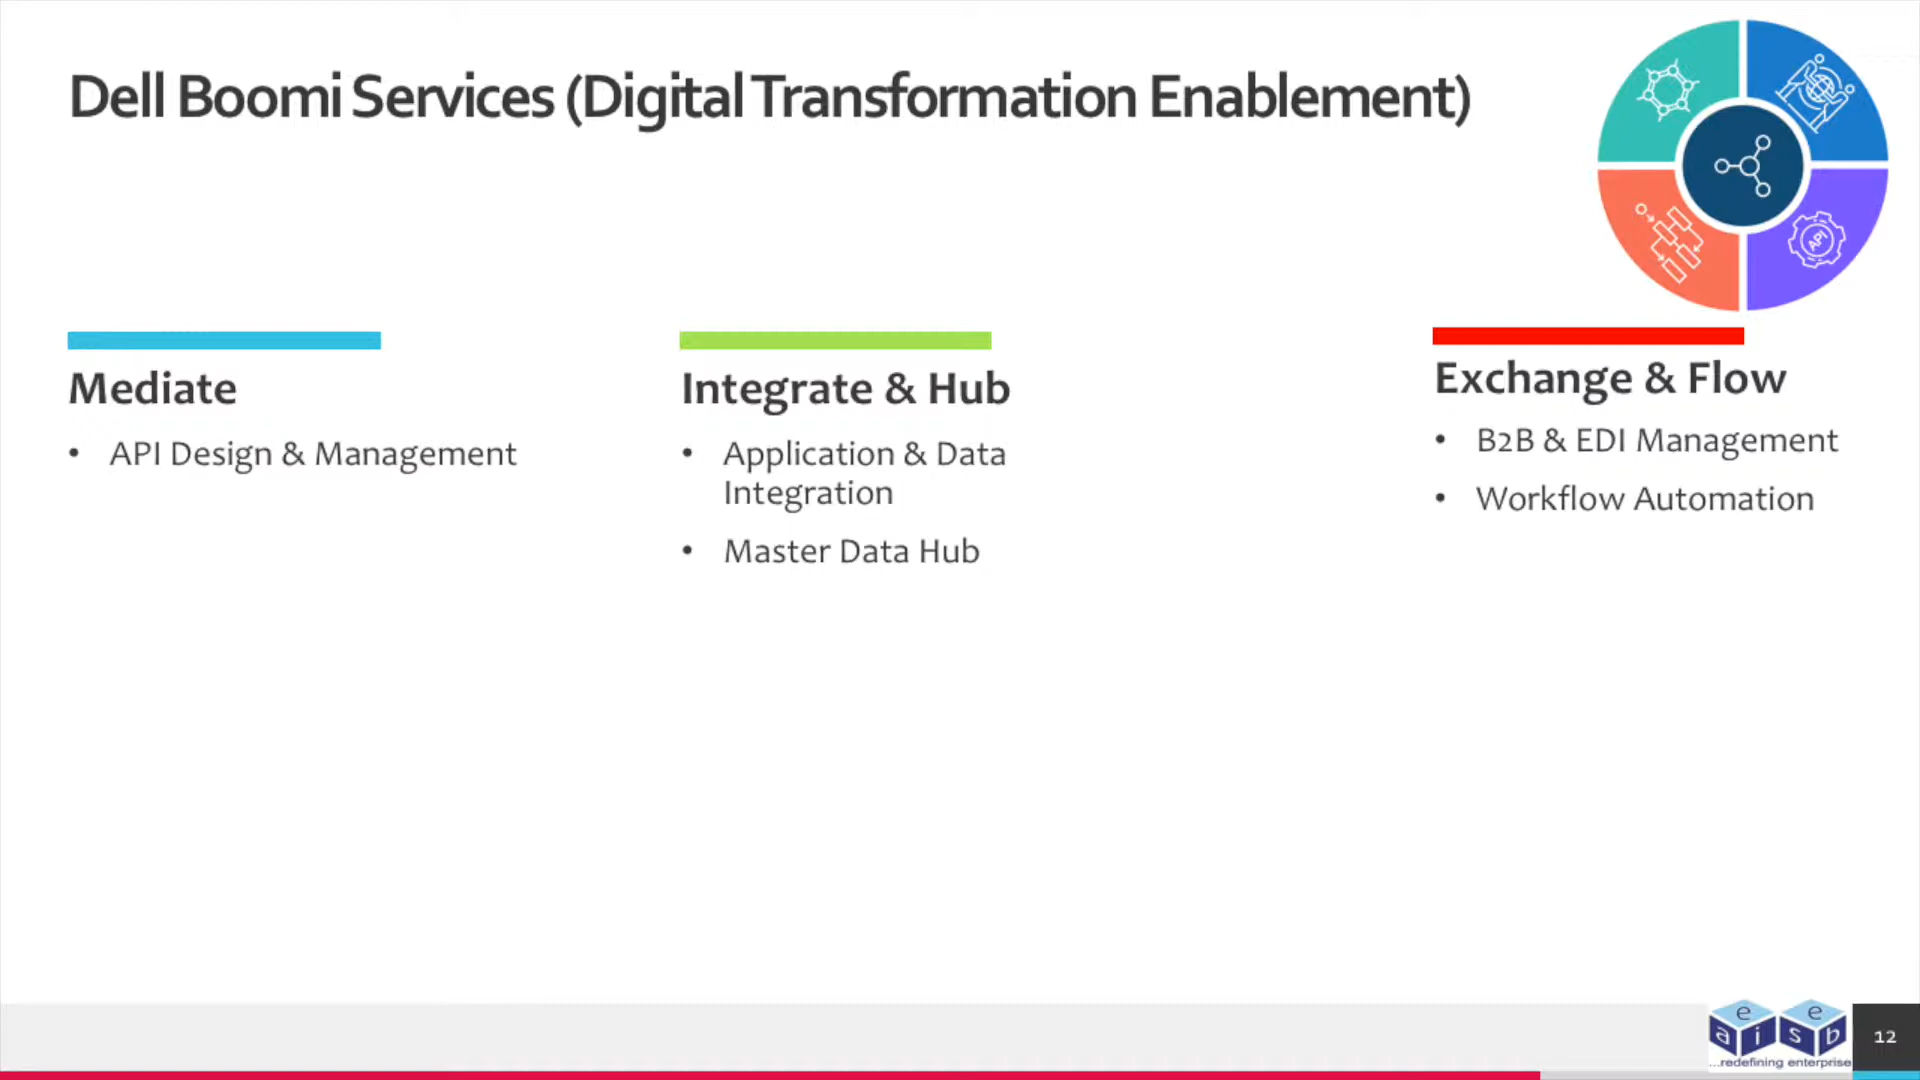 Dell Boomi Services (Digital Transformation Enablement)
API
Mediate
• API Design & Management
Integrate & Hub
• Application & Data
Integration
• Master Data Hub
Exchange & Flow
• B2B & EDI Management
• Workflow Automation
e e
a i s b
...redefining enterprise
12